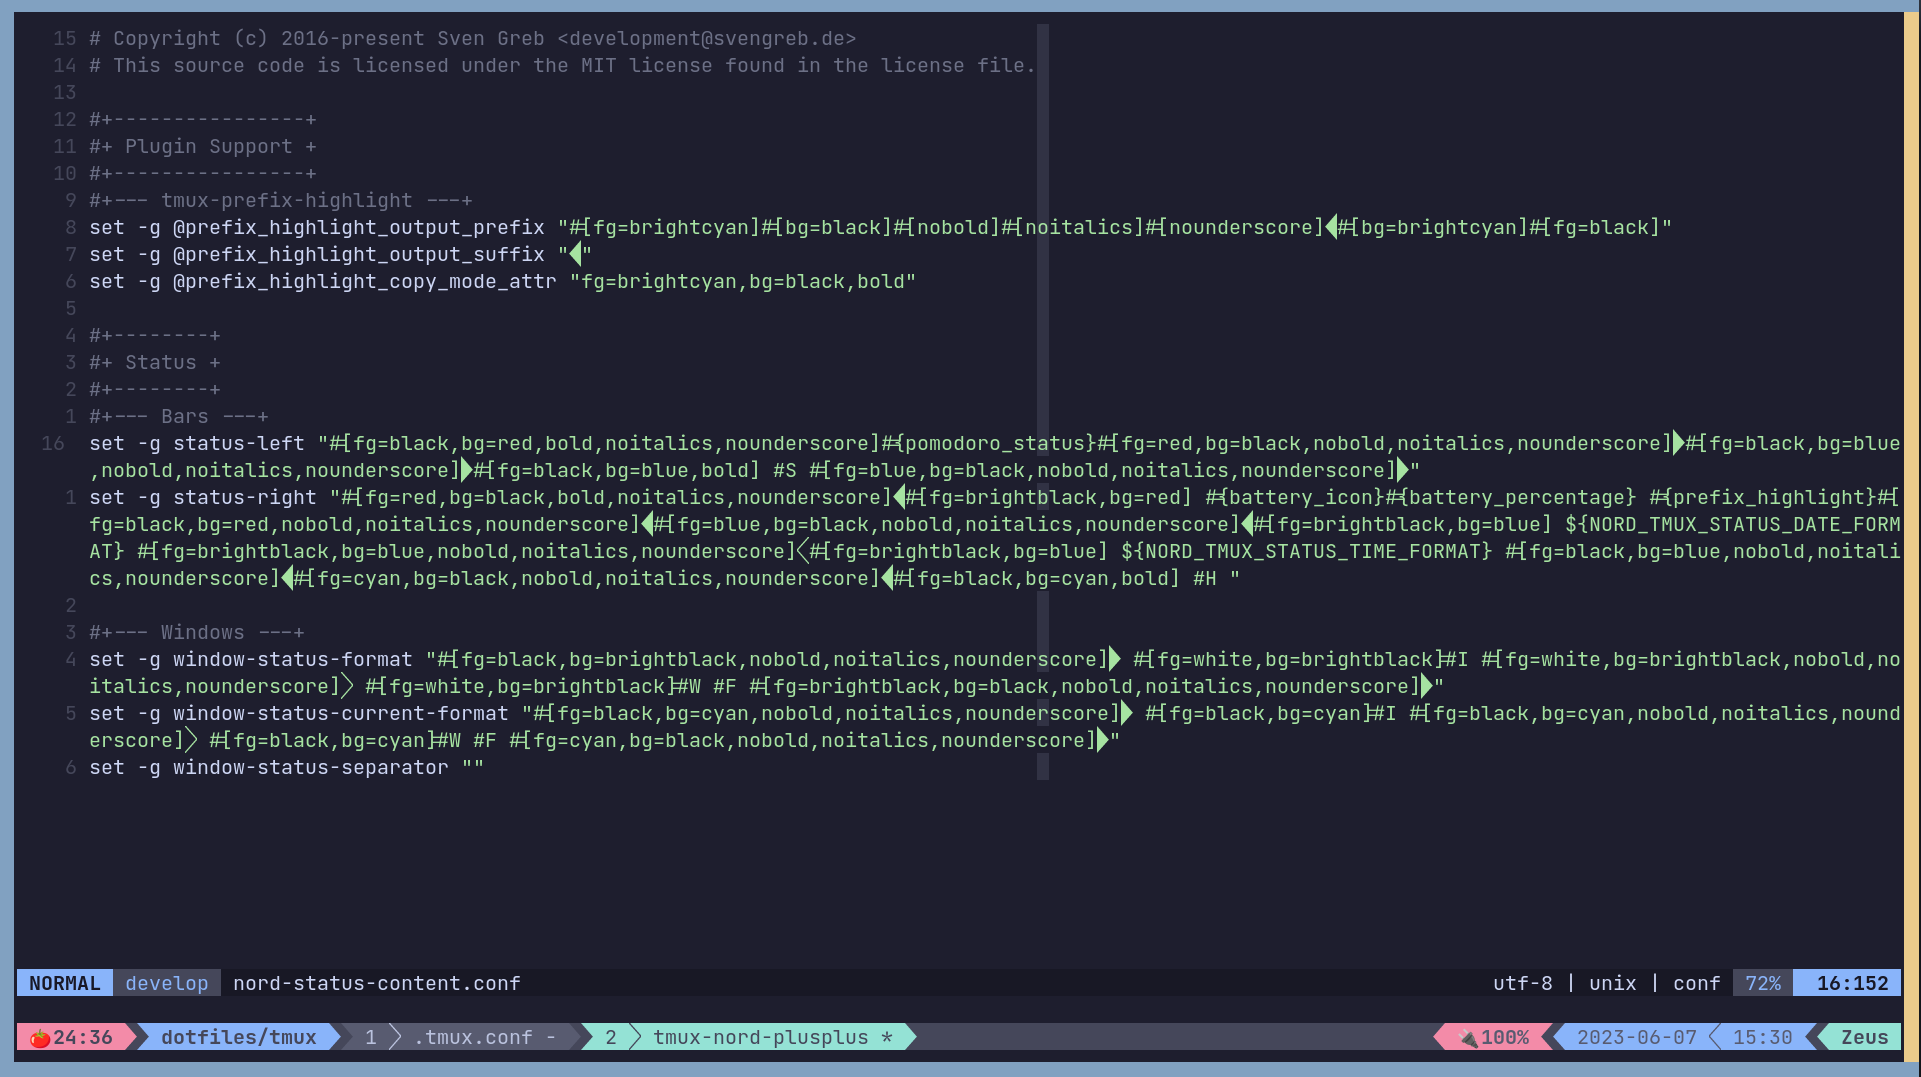 15 # Copyright (c) 2016-present Sven Greb <development@svengreb.de>
14 # This source code is licensed under the MIT license found in the license file.
13
12 #+----------------+
11 #+ Plugin Support +
10 #+----------------+
9 #+--- tmux-prefix-highlight ---+
8 set -g @prefix_highlight_output_prefix "#[fg=brightcyan]#[bg=black]#[nobold]#[noitalics]#[nounderscore]#[bg=brightcyan]#[fg=black]"
7 set -g @prefix_highlight_output_suffix ""
6 set -g @prefix_highlight_copy_mode_attr "fg=brightcyan,bg=black,bold"
5
4 #+--------+
3 #+ Status +
2 #+--------+
1 #+--- Bars ---+
16 set -g status-left "#[fg=black,bg=red,bold,noitalics,nounderscore]#{pomodoro_status}#[fg=red,bg=black,nobold,noitalics,nounderscore]#[fg=black,bg=blue
,nobold,noitalics,nounderscore]#[fg=black,bg=blue,bold] #S #[fg=blue,bg=black,nobold,noitalics,nounderscore]"
1 set -g status-right "#[fg=red,bg=black,bold,noitalics,nounderscore]#[fg=brightblack,bg=red] #{battery_icon}#{battery_percentage} #{prefix_highlight}#[
fg=black,bg=red,nobold,noitalics,nounderscore]#[fg=blue,bg=black,nobold,noitalics,nounderscore]#[fg=brightblack,bg=blue] ${NORD_TMUX_STATUS_DATE_FORM
AT} #[fg=brightblack,bg=blue,nobold,noitalics,nounderscore]#[fg=brightblack,bg=blue] ${NORD_TMUX_STATUS_TIME_FORMAT} #[fg=black,bg=blue,nobold,noitali
cs,nounderscore]#[fg=cyan,bg=black,nobold,noitalics,nounderscore]#[fg=black,bg=cyan,bold] #H "
2
3 #+--- Windows ---+
4 set -g window-status-format "#[fg=black,bg=brightblack,nobold,noitalics,nounderscore] #[fg=white,bg=brightblack]#I #[fg=white,bg=brightblack,nobold,no
italics,nounderscore] #[fg=white,bg=brightblack]#W #F #[fg=brightblack,bg=black,nobold,noitalics,nounderscore]"
5 set -g window-status-current-format "#[fg=black,bg=cyan,nobold,noitalics,nounderscore] #[fg=black,bg=cyan]#I #[fg=black,bg=cyan,nobold,noitalics,nound
erscore] #[fg=black,bg=cyan]#W #F #[fg=cyan,bg=black,nobold,noitalics,nounderscore]"
6 set -g window-status-separator ""
NORMAL develop nord-status-content.conf utf-8 | unix | conf 72% 16:152
🍅24:36 dotfiles/tmux 1 .tmux.conf - 2 tmux-nord-plusplus * 🔌100% 2023-06-07 15:30 Zeus